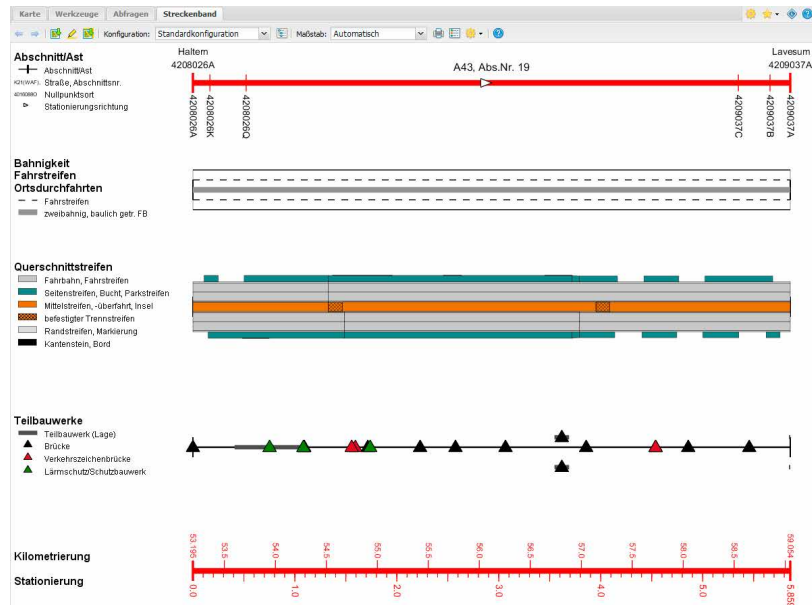 Karte Werkzeuge Abfragen Streckenband
Konfiguration: Standardkonfiguration Maßstab: Automatisch
Haltern Lavesum
4208026A 4209037A
A43, Abs.Nr. 19
Abschnitt/Ast
Abschnitt/Ast
Straße, Abschnittsnr.
Nullpunktsort
Stationierungsrichtung
4208026A 4208026K 4208026Q 4209037C 4209037B 4209037A
Bahnigkeit
Fahrstreifen
Ortsdurchfahrten
Fahrstreifen
zweibahnig, baulich getr. FB
Querschnittstreifen
Fahrbahn, Fahrstreifen
Seitenstreifen, Bucht, Parkstreifen
Mittelstreifen, -überfahrt, Insel
befestigter Trennstreifen
Randstreifen, Markierung
Kantenstein, Bord
Teilbauwerke
Teilbauwerk (Lage)
Brücke
Verkehrszeichenbrücke
Lärmschutz/Schutzbauwerk
53.195 53.5 54.0 54.5 55.0 55.5 56.0 56.5 57.0 57.5 58.0 58.5 59.054
Kilometrierung
Stationierung
0.0 1.0 2.0 3.0 4.0 5.0 5.859